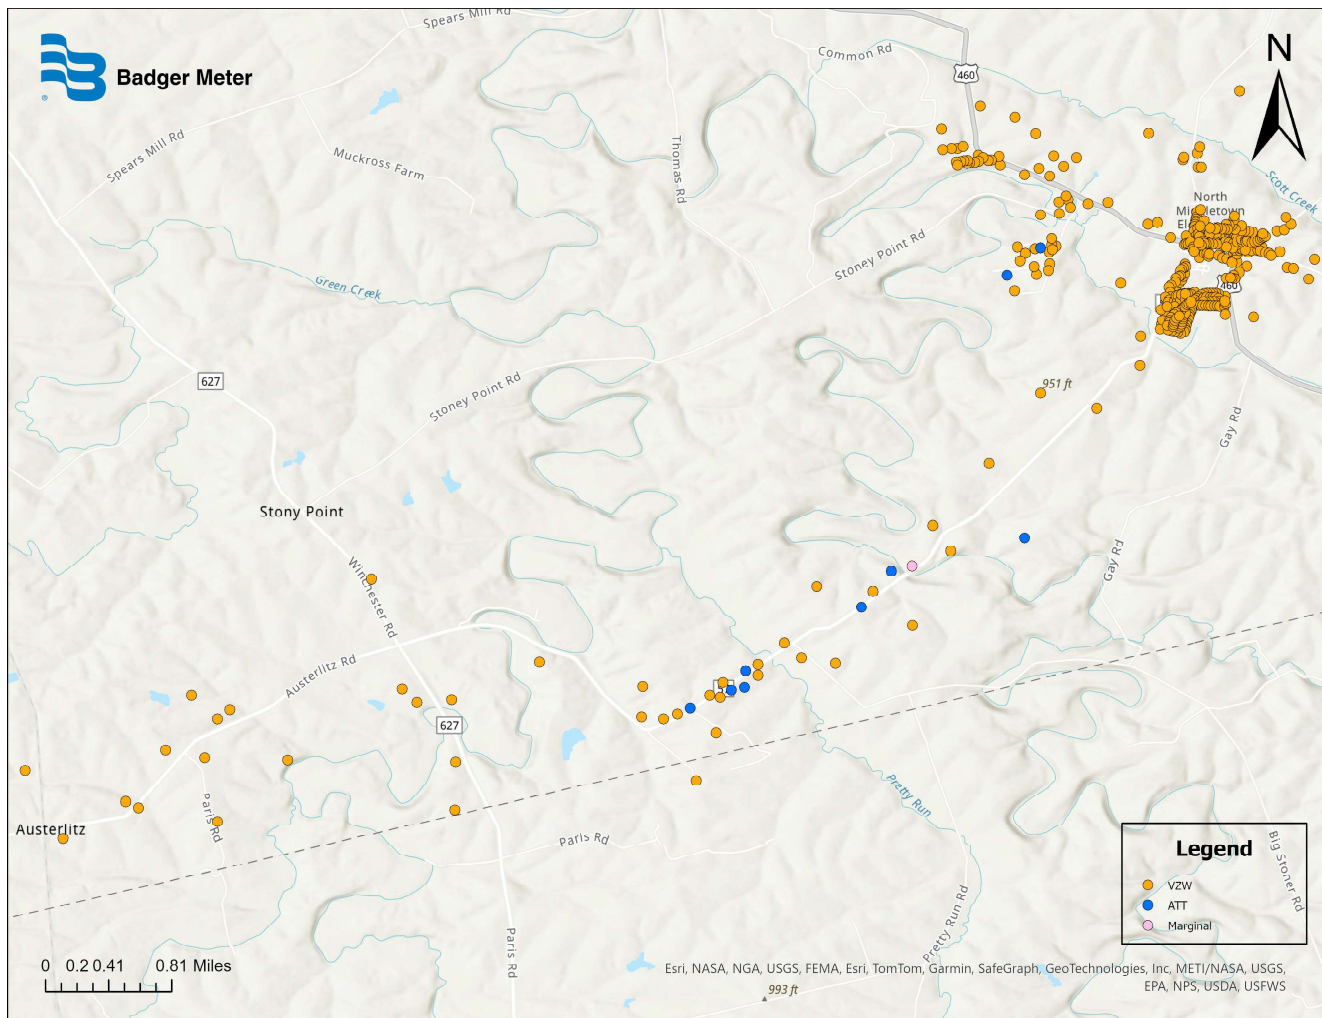 Spears Mill Rd
Badger Meter
®
Common Rd
N
460
Spears Mill Rd
Muckross Farm
Thomas Rd
Scott Creek
North
Middletown
Stoney Point Rd
Green Creek
460
627
Stoney Point Rd
951 ft
Gay Rd
Stony Point
Winchester Rd
Gay Rd
Austerlitz Rd
627
Pretty Run
Paris Rd
Austerlitz
Paris Rd
Legend
VZW
ATT
Marginal
Big Stoner Rd
Pretty Run Rd
Paris Rd
0 0.2 0.41 0.81 Miles
Esri, NASA, NGA, USGS, FEMA, Esri, TomTom, Garmin, SafeGraph, GeoTechnologies, Inc, METI/NASA, USGS,
EPA, NPS, USDA, USFWS
993 ft